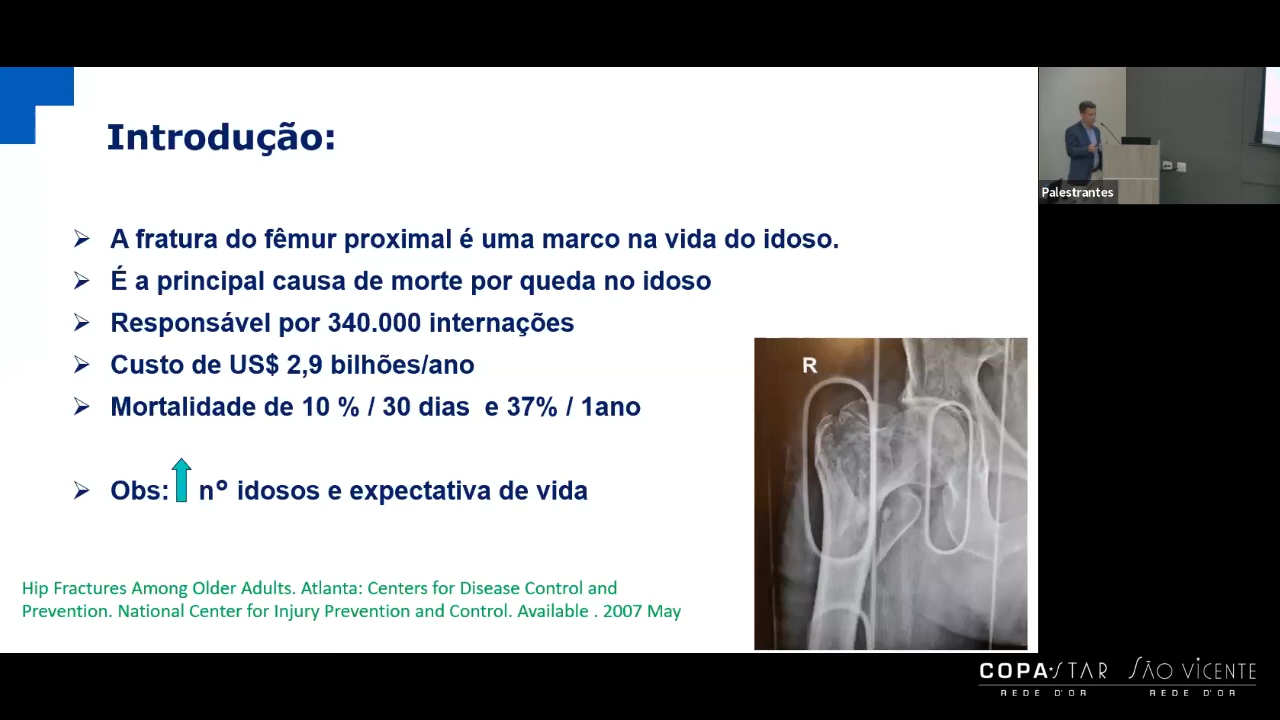 Introdução:
A fratura do fêmur proximal é uma marco na vida do idoso.
É a principal causa de morte por queda no idoso
Responsável por 340.000 internações
Custo de US$ 2,9 bilhões/ano
Mortalidade de 10 % / 30 dias e 37% / 1ano
Obs: nº idosos e expectativa de vida
R
Hip Fractures Among Older Adults. Atlanta: Centers for Disease Control and
Prevention. National Center for Injury Prevention and Control. Available . 2007 May
Palestrantes
COPA STAR SÃO VICENTE
REDE D'OR REDE D'OR